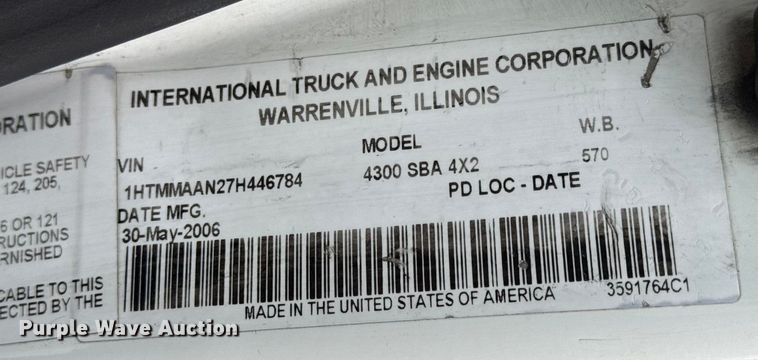 INTERNATIONAL TRUCK AND ENGINE CORPORATION
WARRENVILLE, ILLINOIS
VIN MODEL W.B.
1HTMMAAN27H446784 4300 SBA 4X2 570
DATE MFG. PD LOC - DATE
30-May-2006
MADE IN THE UNITED STATES OF AMERICA 3591764C1
RATION
ICLE SAFETY
124, 205,
6 OR 121
RUCTIONS
RNISHED
CABLE TO THIS
ECTED BY THE
Purple Wave Auction